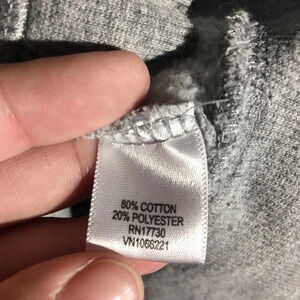 80% COTTON
20% POLYESTER
RN17730
VN1066221